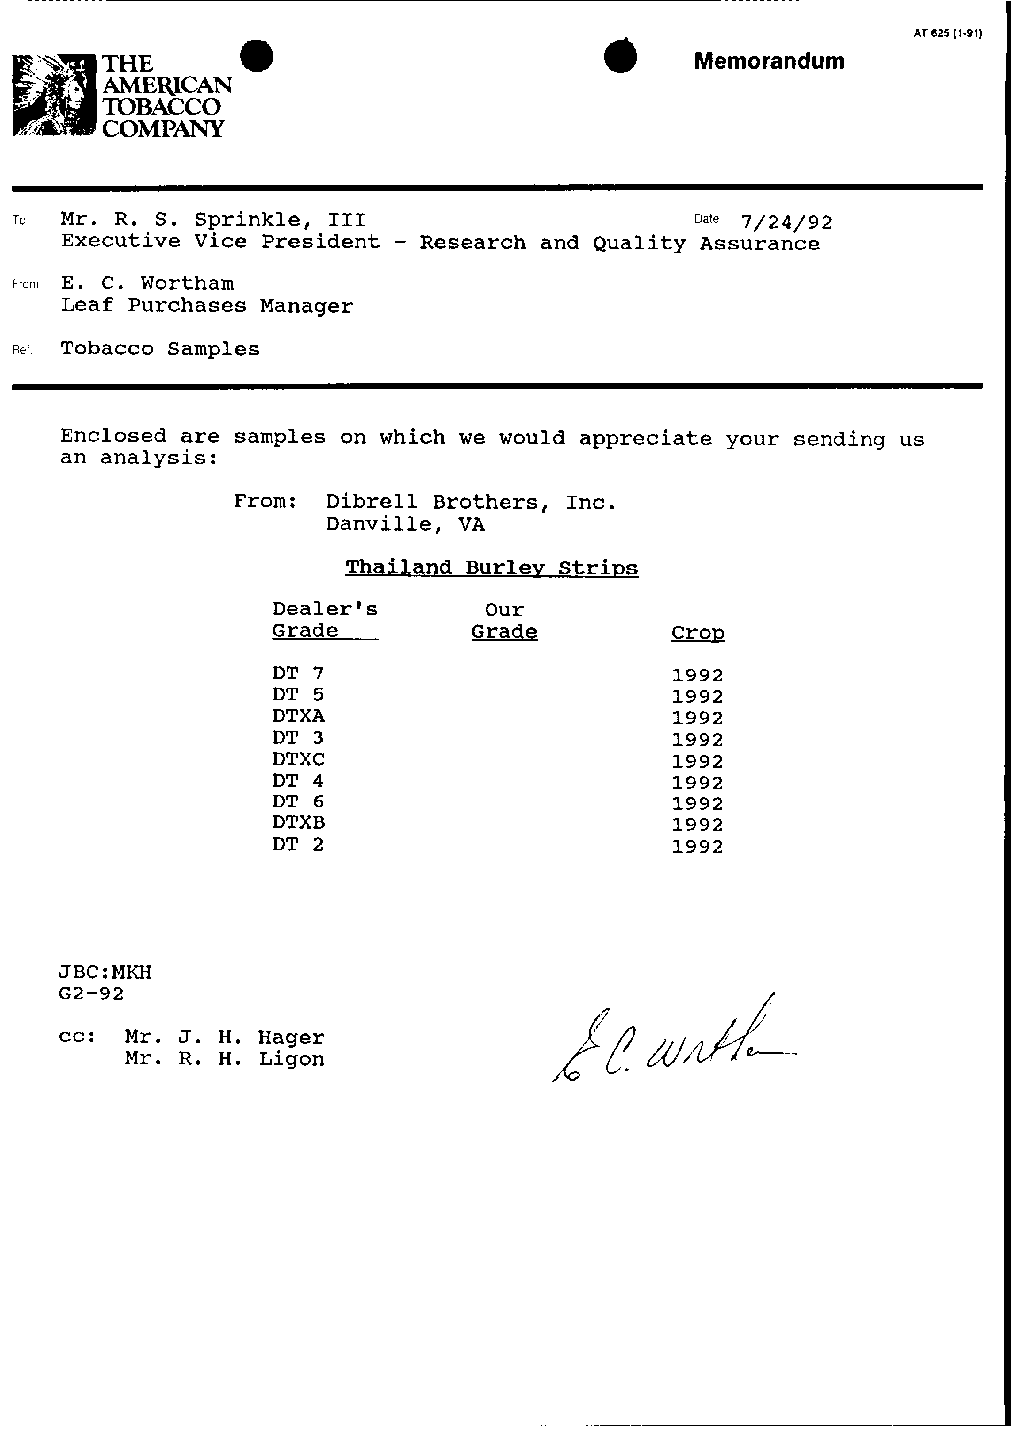 AT 625 (1-91)
THE
AMERICAN
TOBACCO
COMPANY
Memorandum
To Mr. R. S. Sprinkle, III Date 7/24/92
Executive Vice President - Research and Quality Assurance
From E. C. Wortham
Leaf Purchases Manager
Re: Tobacco Samples
Enclosed are samples on which we would appreciate your sending us
an analysis:
From: Dibrell Brothers, Inc.
Danville, VA
Thailand Burley Strips
Dealer's Our
Grade Grade Crop
DT 7 1992
DT 5 1992
DTXA 1992
DT 3 1992
DTXC 1992
DT 4 1992
DT 6 1992
DTXB 1992
DT 2 1992
JBC:MKH
G2-92
cc: Mr. J. H. Hager
Mr. R. H. Ligon
E C. Wortham